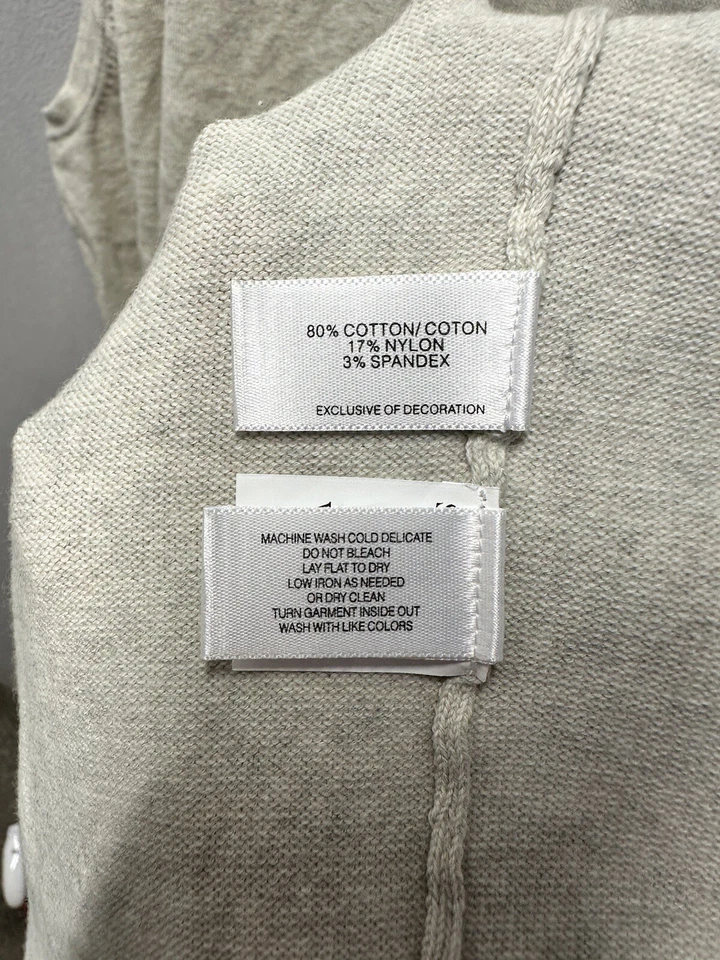 80% COTTON/ COTON
17% NYLON
3% SPANDEX
EXCLUSIVE OF DECORATION
MACHINE WASH COLD DELICATE
DO NOT BLEACH
LAY FLAT TO DRY
LOW IRON AS NEEDED
OR DRY CLEAN
TURN GARMENT INSIDE OUT
WASH WITH LIKE COLORS